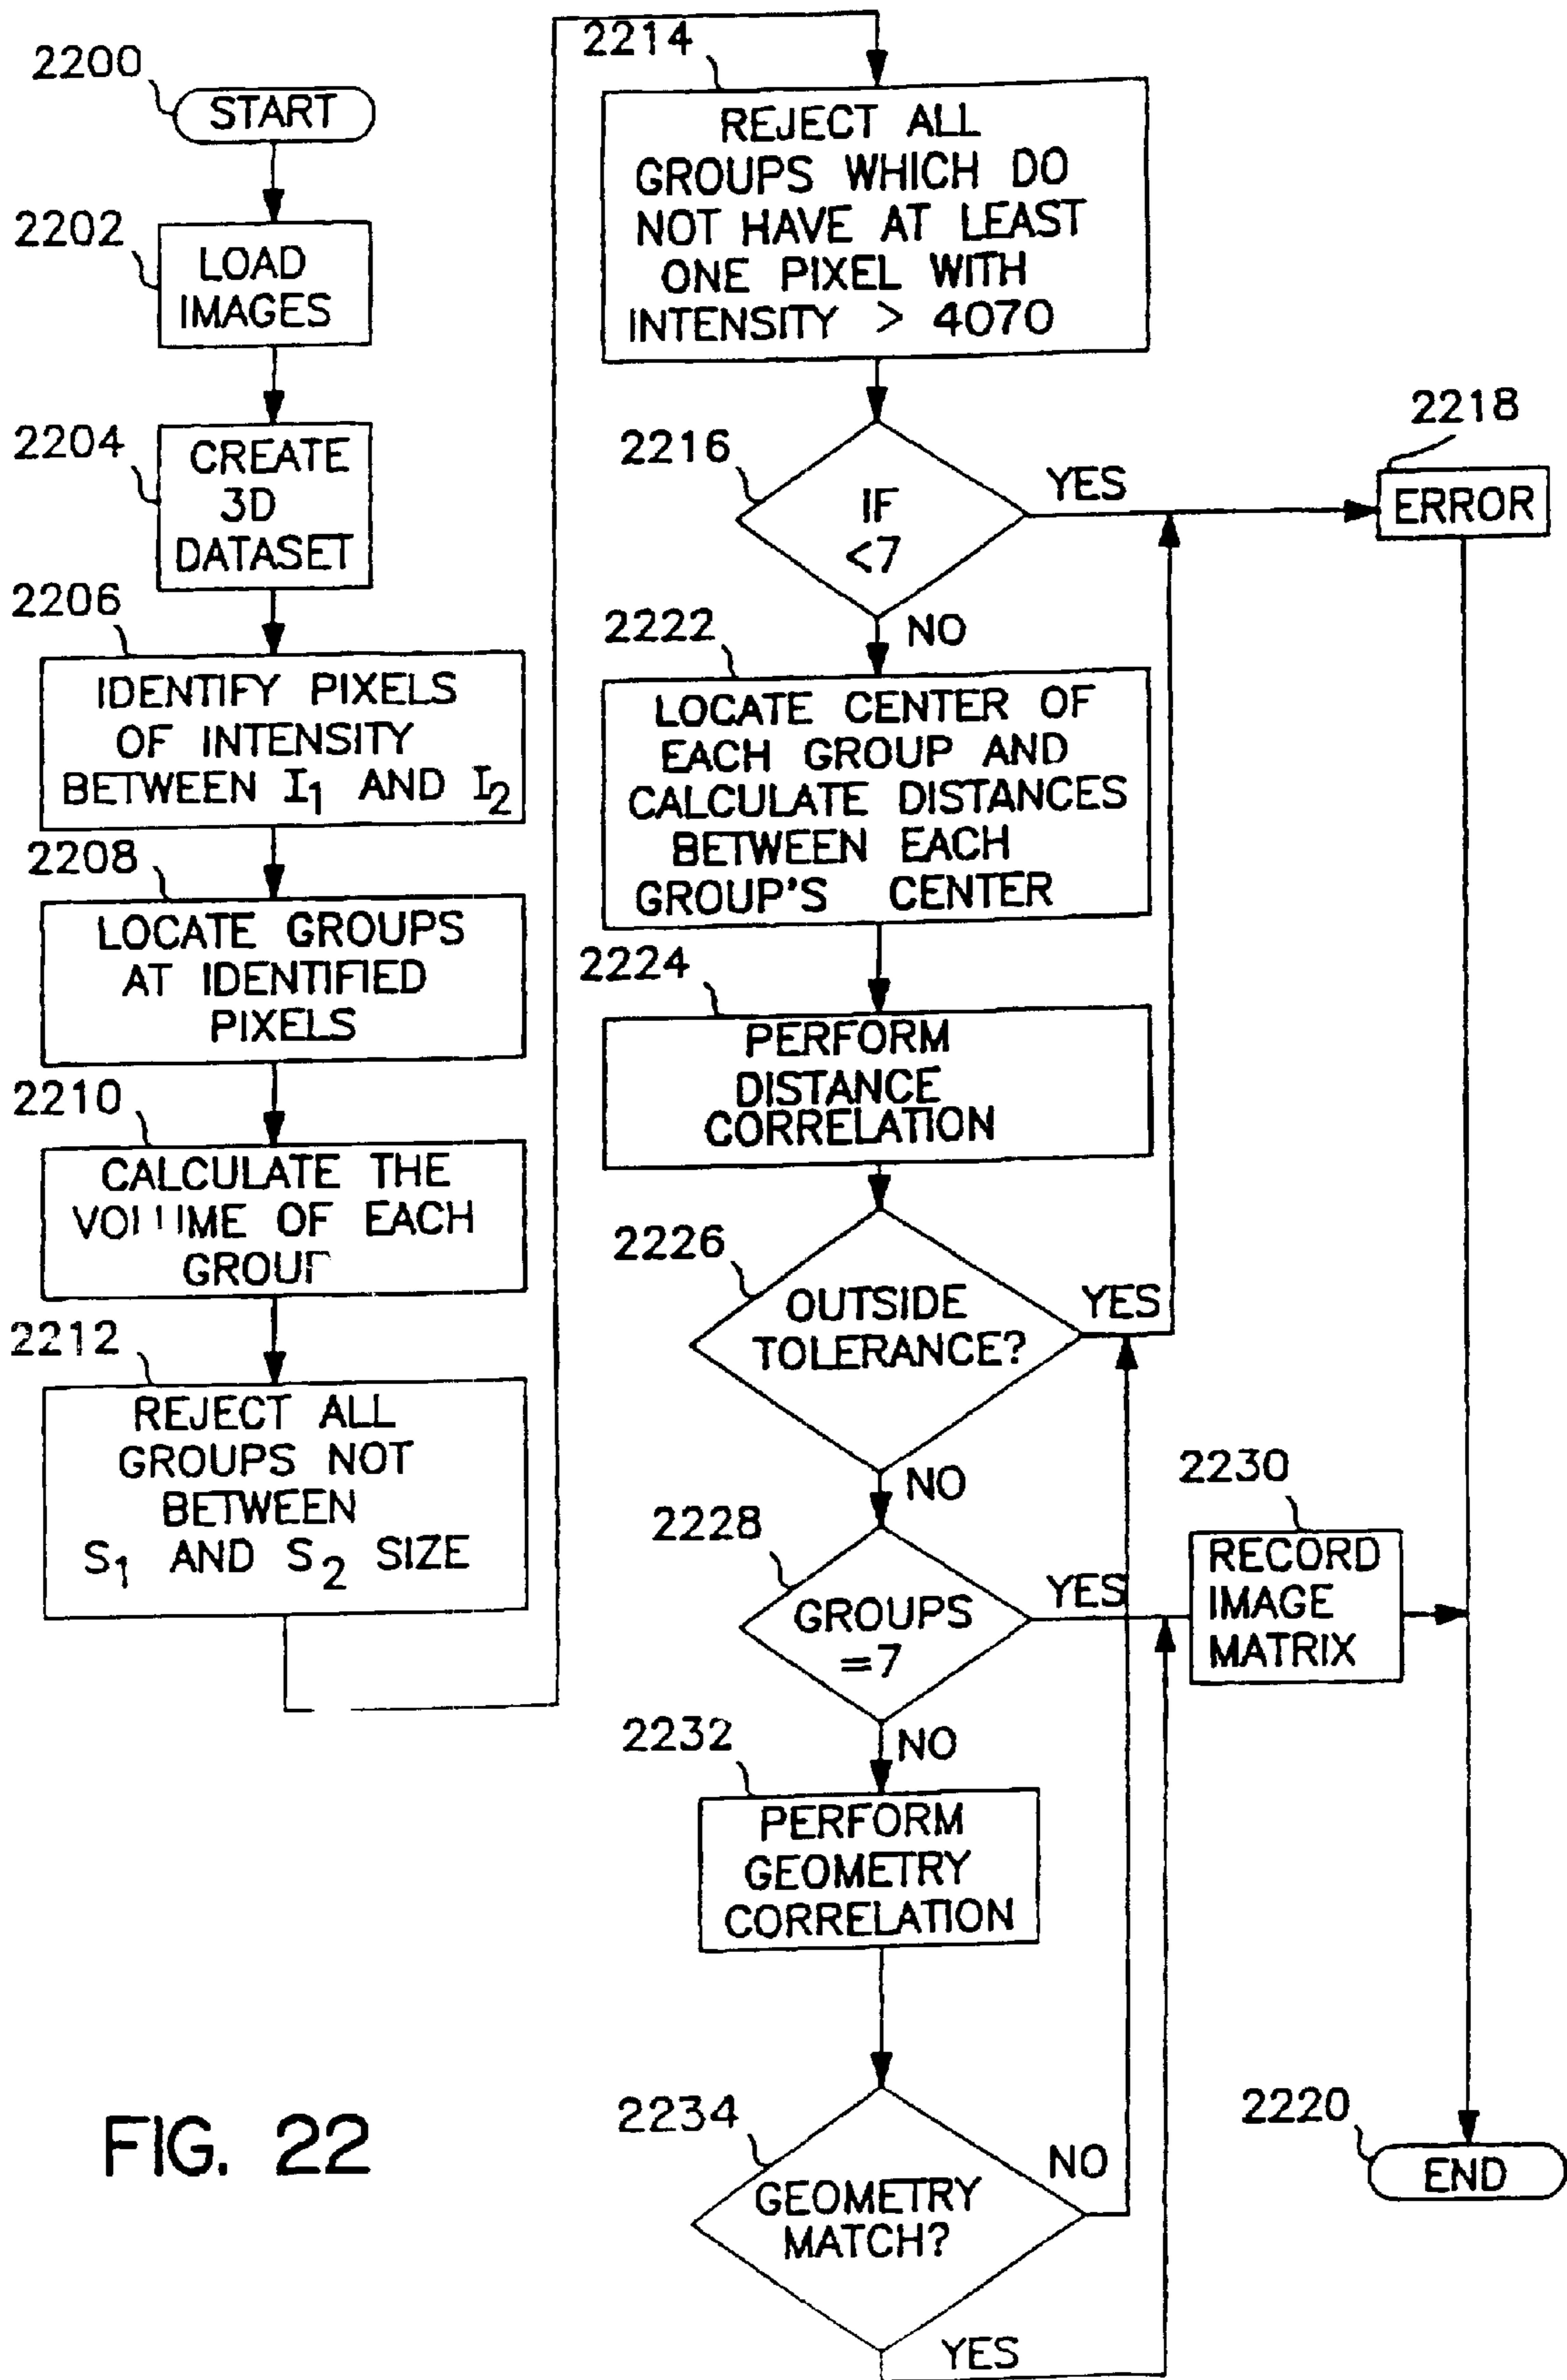 2200
START
2202
LOAD
IMAGES
2204
CREATE
3D
DATASET
2206
IDENTIFY PIXELS
OF INTENSITY
BETWEEN I1 AND I2
2208
LOCATE GROUPS
AT IDENTIFIED
PIXELS
2210
CALCULATE THE
VOLUME OF EACH
GROUP
2212
REJECT ALL
GROUPS NOT
BETWEEN
S1 AND S2 SIZE
2214
REJECT ALL
GROUPS WHICH DO
NOT HAVE AT LEAST
ONE PIXEL WITH
INTENSITY > 4070
2216
IF
<7
YES
2218
ERROR
NO
2222
LOCATE CENTER OF
EACH GROUP AND
CALCULATE DISTANCES
BETWEEN EACH
GROUP'S CENTER
2224
PERFORM
DISTANCE
CORRELATION
2226
OUTSIDE
TOLERANCE?
YES
NO
2228
GROUPS
=7
YES
2230
RECORD
IMAGE
MATRIX
NO
2232
PERFORM
GEOMETRY
CORRELATION
2234
GEOMETRY
MATCH?
NO
YES
2220
END
FIG. 22